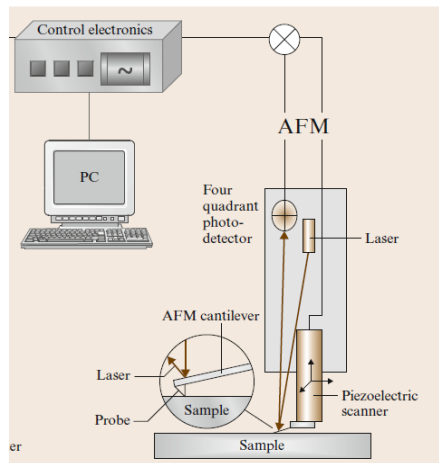 Control electronics
~
PC
AFM
Four
quadrant
photo-
detector
Laser
AFM cantilever
Laser
Probe
Sample
Piezoelectric
scanner
er
Sample